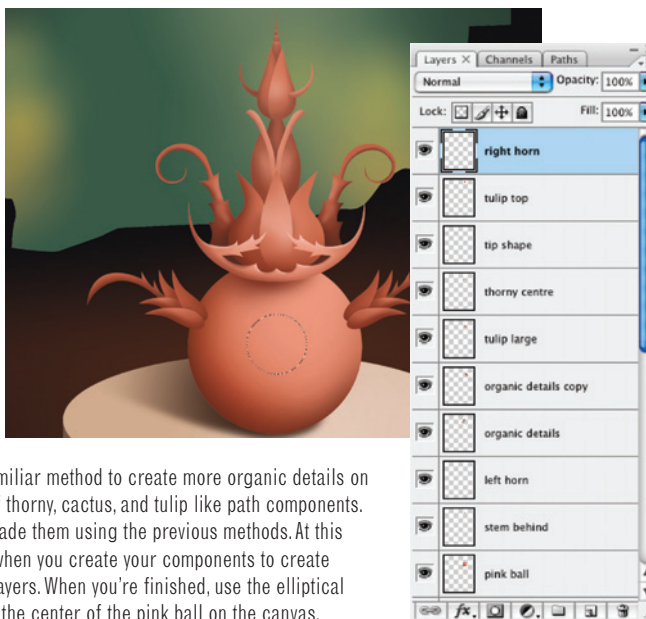 Layers × Channels Paths
Normal Opacity: 100%
Lock: Fill: 100%
right horn
tulip top
tip shape
thorny centre
tulip large
organic details copy
organic details
left horn
stem behind
pink ball
fx.
thorny, cactus, and tulip like path components.
ade them using the previous methods. At this
when you create your components to create
ayers. When you're finished, use the elliptical
the center of the pink ball on the canvas.
miliar method to create more organic details on